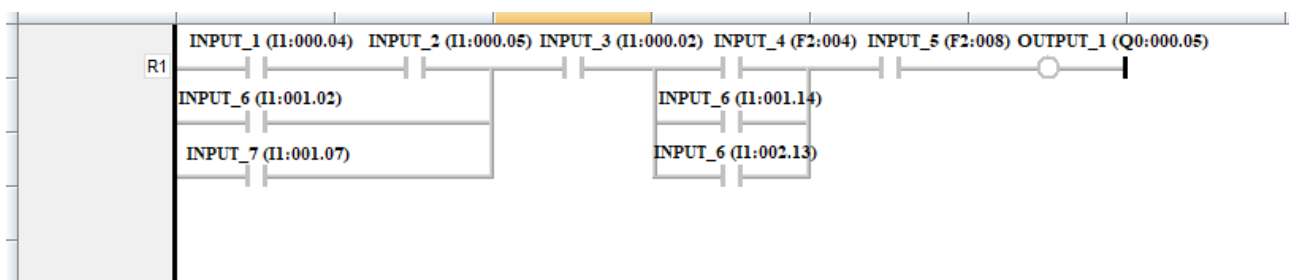 INPUT_1 (I1:000.04) INPUT_2 (I1:000.05) INPUT_3 (I1:000.02) INPUT_4 (F2:004) INPUT_5 (F2:008) OUTPUT_1 (Q0:000.05)
R1
INPUT_6 (I1:001.02) INPUT_6 (I1:001.14)
INPUT_7 (I1:001.07) INPUT_6 (I1:002.13)